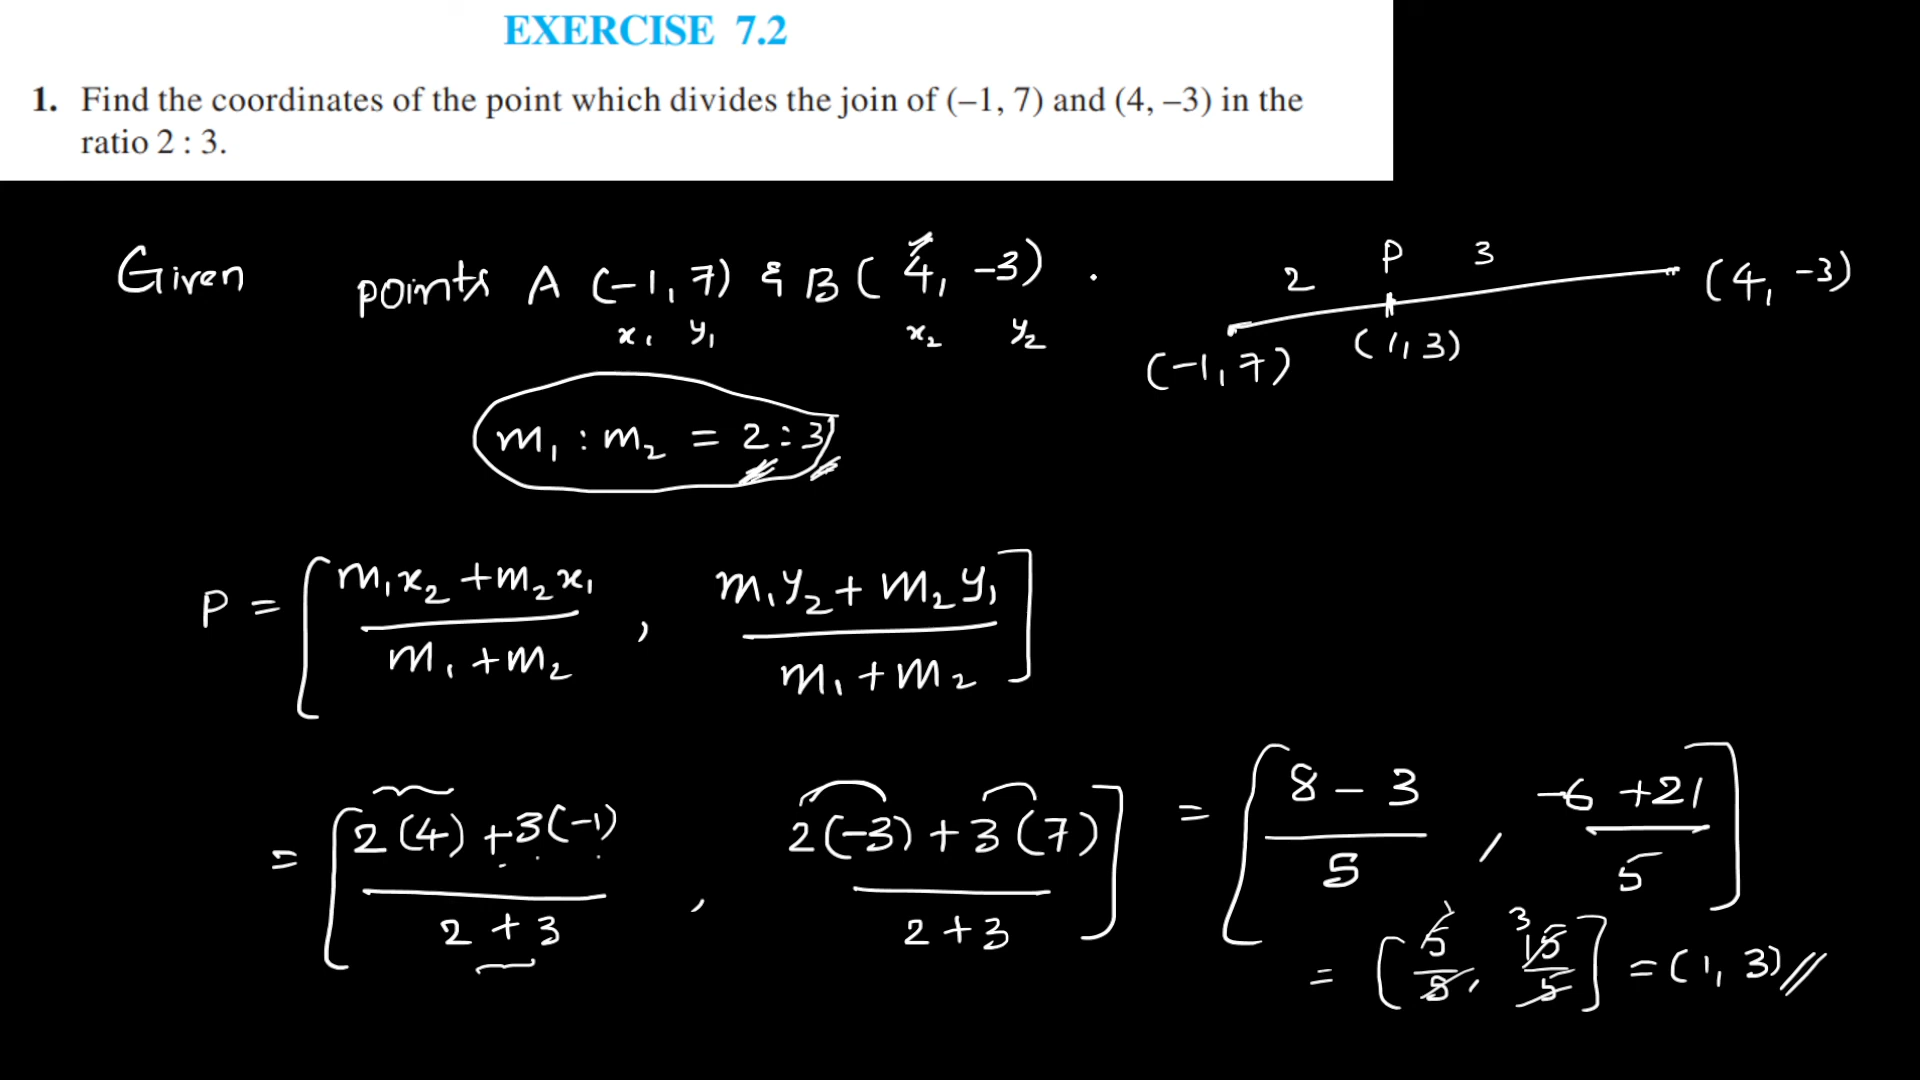 EXERCISE 7.2
1. Find the coordinates of the point which divides the join of (–1, 7) and (4, –3) in the
ratio 2 : 3.
Given points A (-1, 7) & B ( 4, -3) .
x₁ y₁ x₂ y₂
2 P 3
(4, -3)
(-1, 7) (1, 3)
m₁ : m₂ = 2 : 3
P = [ (m₁x₂ + m₂x₁)/(m₁ + m₂) , (m₁y₂ + m₂y₁)/(m₁ + m₂) ]
= [ (2(4) + 3(-1))/(2 + 3) , (2(-3) + 3(7))/(2 + 3) ] = [ (8 - 3)/5 , (-6 + 21)/5 ]
= [ 5/5 , 15/5 ] = (1, 3)//
1 3